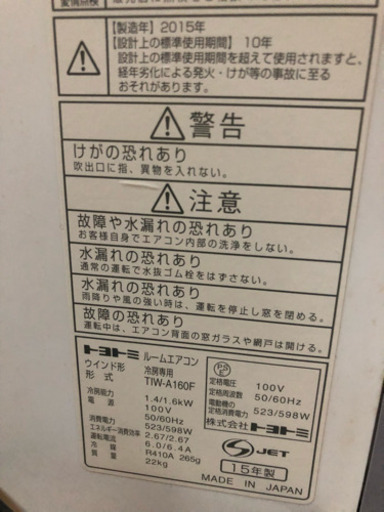 【製造年】2015年
【設計上の標準使用期間】10年
設計上の標準使用期間を超えて使用されますと、
経年劣化による発火・けが等の事故に至る
おそれがあります。
警告
けがの恐れあり
吹出口に指、異物を入れない。
注意
故障や水漏れの恐れあり
お客様自身でエアコン内部の洗浄をしない。
水漏れの恐れあり
通常の運転で水抜ゴム栓をはずさない。
水漏れの恐れあり
雨降りや風の強い時は、運転を停止し窓を閉める。
故障の恐れあり
運転中は、エアコン背面の窓ガラスや網戸は開ける。
トヨトミ ルームエアコン
ウインド形 冷房専用
形式 TIW-A160F
冷房能力 1.4/1.6kW
電源 100V
50/60Hz
消費電力 523/598W
エネルギー消費効率 2.67/2.67
運転電流 6.0/6.4A
冷媒 R410A 265g
質量 22kg
PSE
定格電圧 100V
定格周波数 50/60Hz
電動機の
定格消費電力 523/598W
株式会社トヨトミ
JET
15年製
MADE IN JAPAN